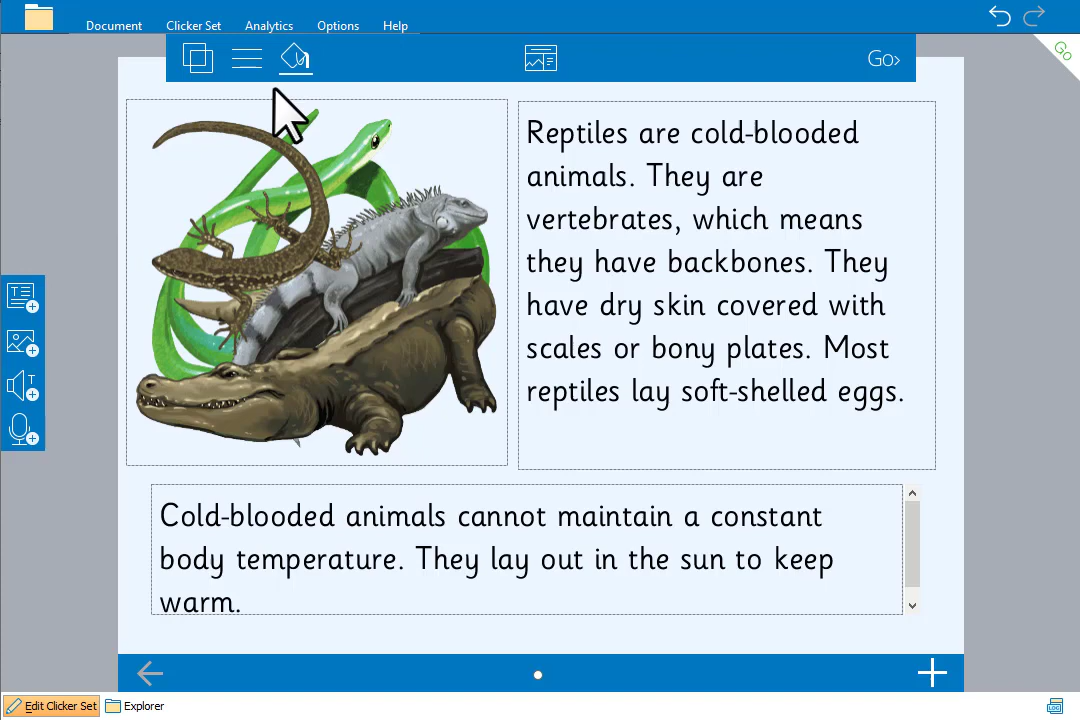 Document Clicker Set Analytics Options Help
Go>
Go
Reptiles are cold-blooded
animals. They are
vertebrates, which means
they have backbones. They
have dry skin covered with
scales or bony plates. Most
reptiles lay soft-shelled eggs.
T
T
Cold-blooded animals cannot maintain a constant
body temperature. They lay out in the sun to keep
warm.
Edit Clicker Set Explorer
LOG